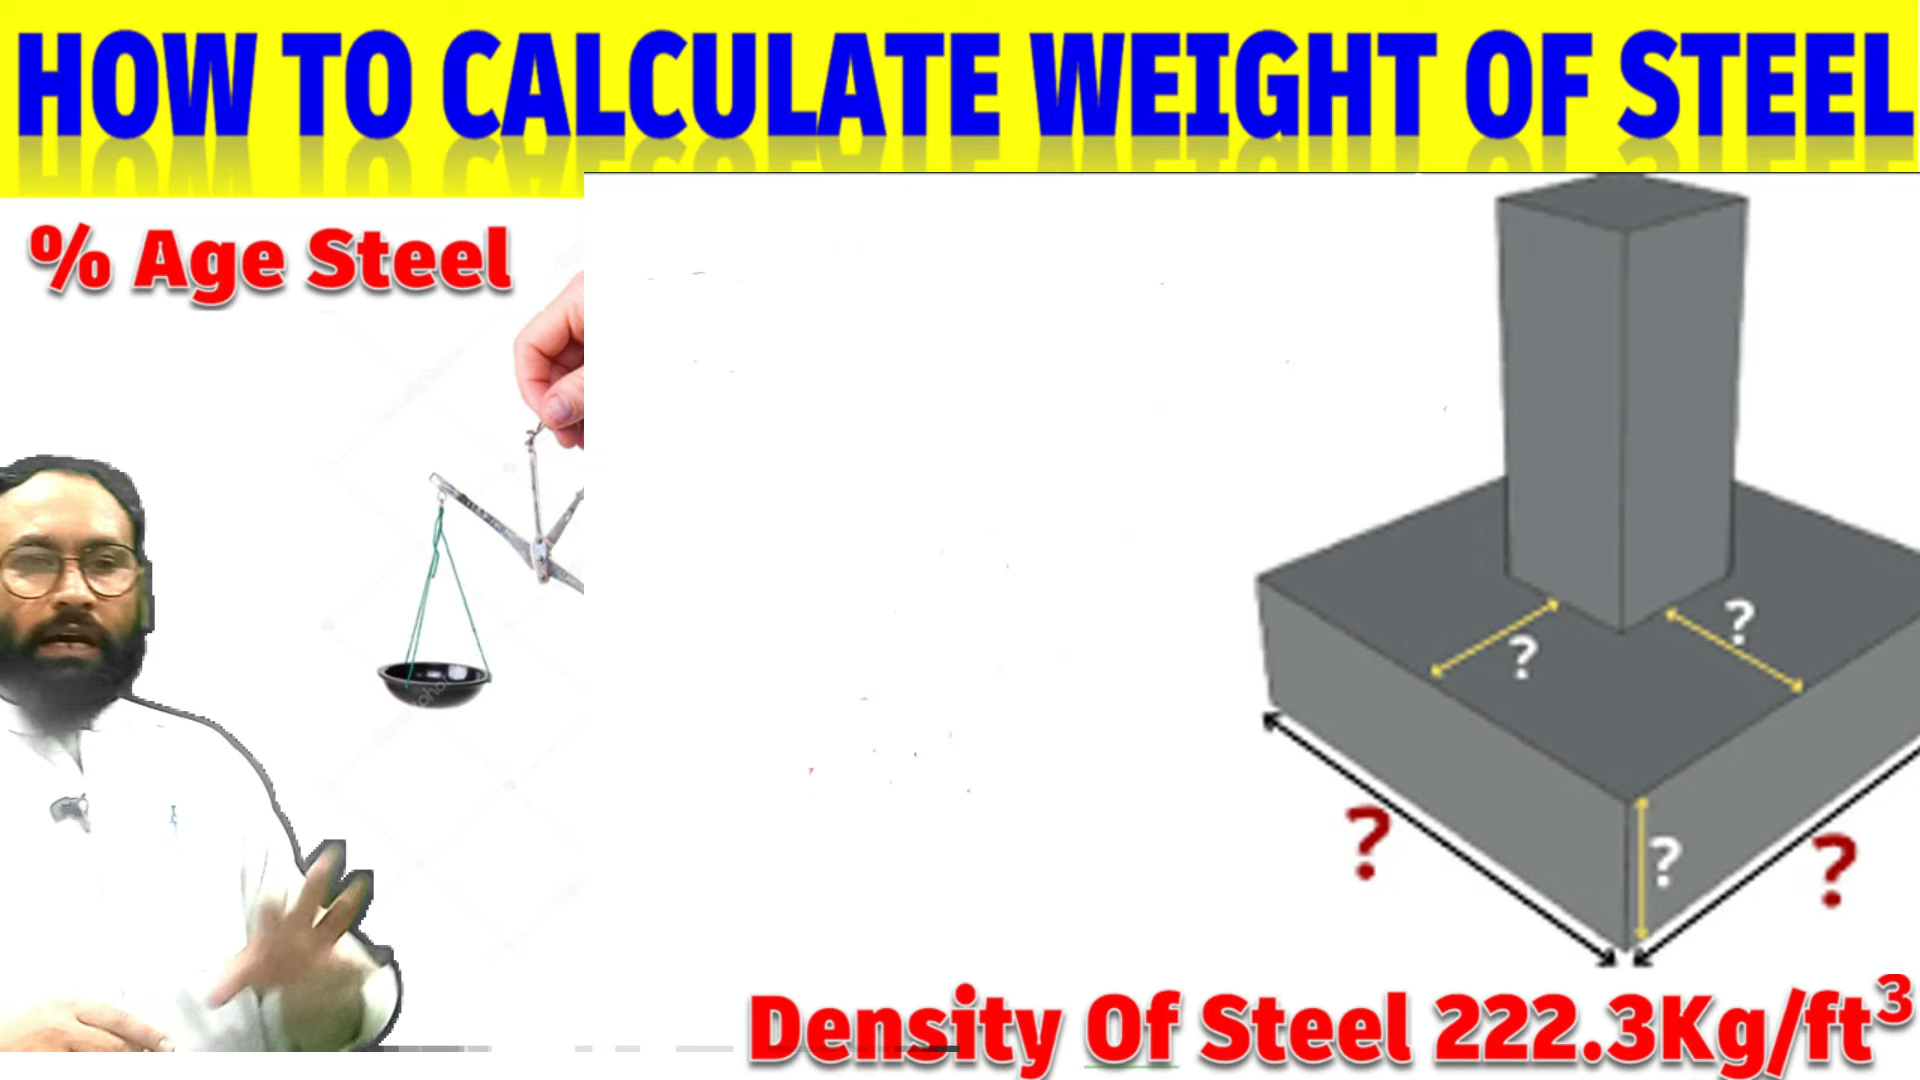 HOW TO CALCULATE WEIGHT OF STEEL
% Age Steel
?
?
?
?
?
Density Of Steel 222.3Kg/ft³